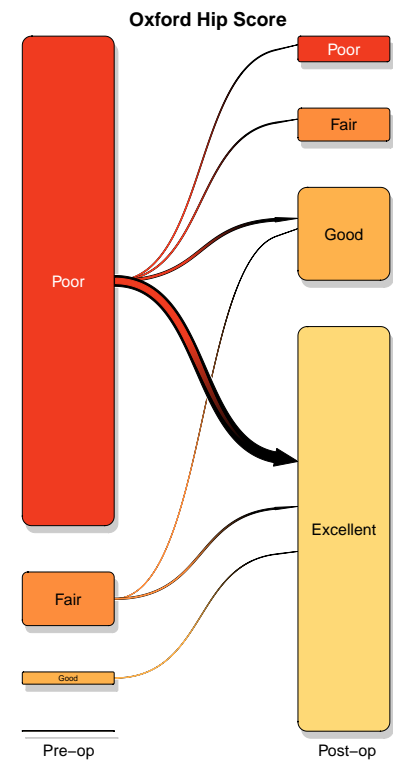 Oxford Hip Score
Poor
Fair
Good
Poor
Excellent
Fair
Good
Pre−op
Post−op